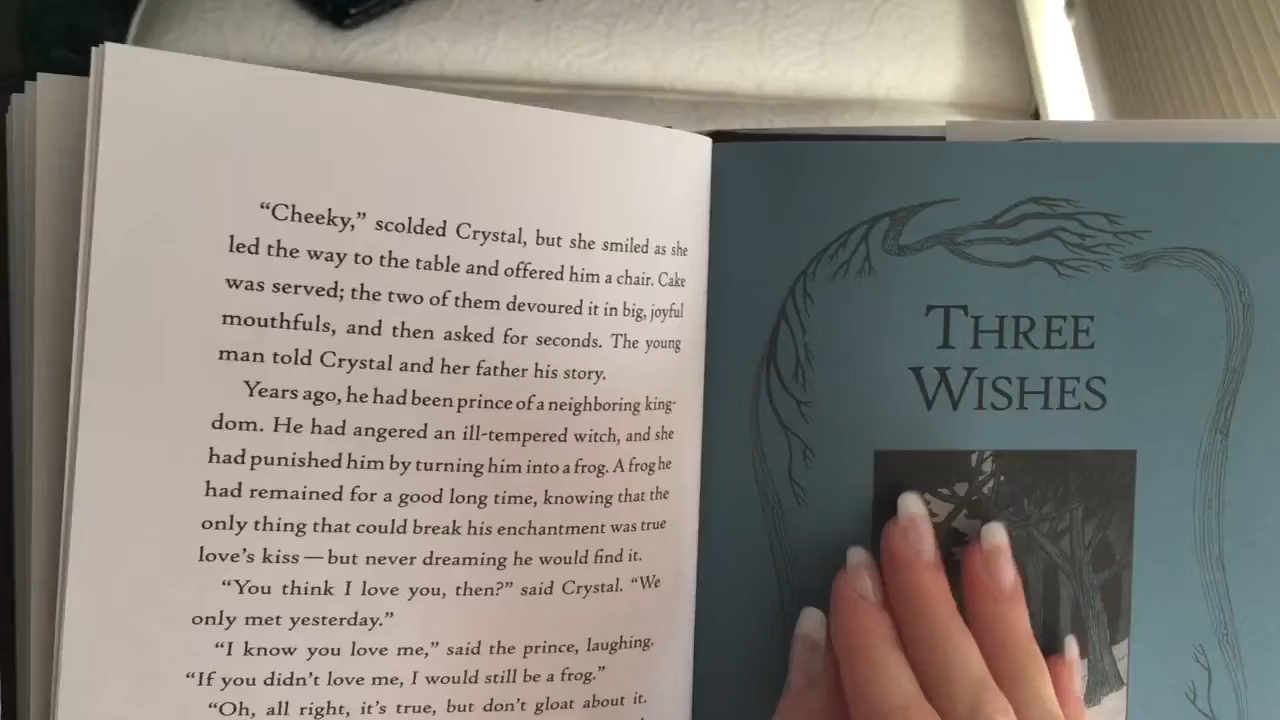 “Cheeky,” scolded Crystal, but she smiled as she
led the way to the table and offered him a chair. Cake
was served; the two of them devoured it in big, joyful
mouthfuls, and then asked for seconds. The young
man told Crystal and her father his story.
Years ago, he had been prince of a neighboring king-
dom. He had angered an ill-tempered witch, and she
had punished him by turning him into a frog. A frog he
had remained for a good long time, knowing that the
only thing that could break his enchantment was true
love’s kiss — but never dreaming he would find it.
“You think I love you, then?” said Crystal. “We
only met yesterday.”
“I know you love me,” said the prince, laughing.
“If you didn’t love me, I would still be a frog.”
“Oh, all right, it’s true, but don’t gloat about it.
THREE
WISHES